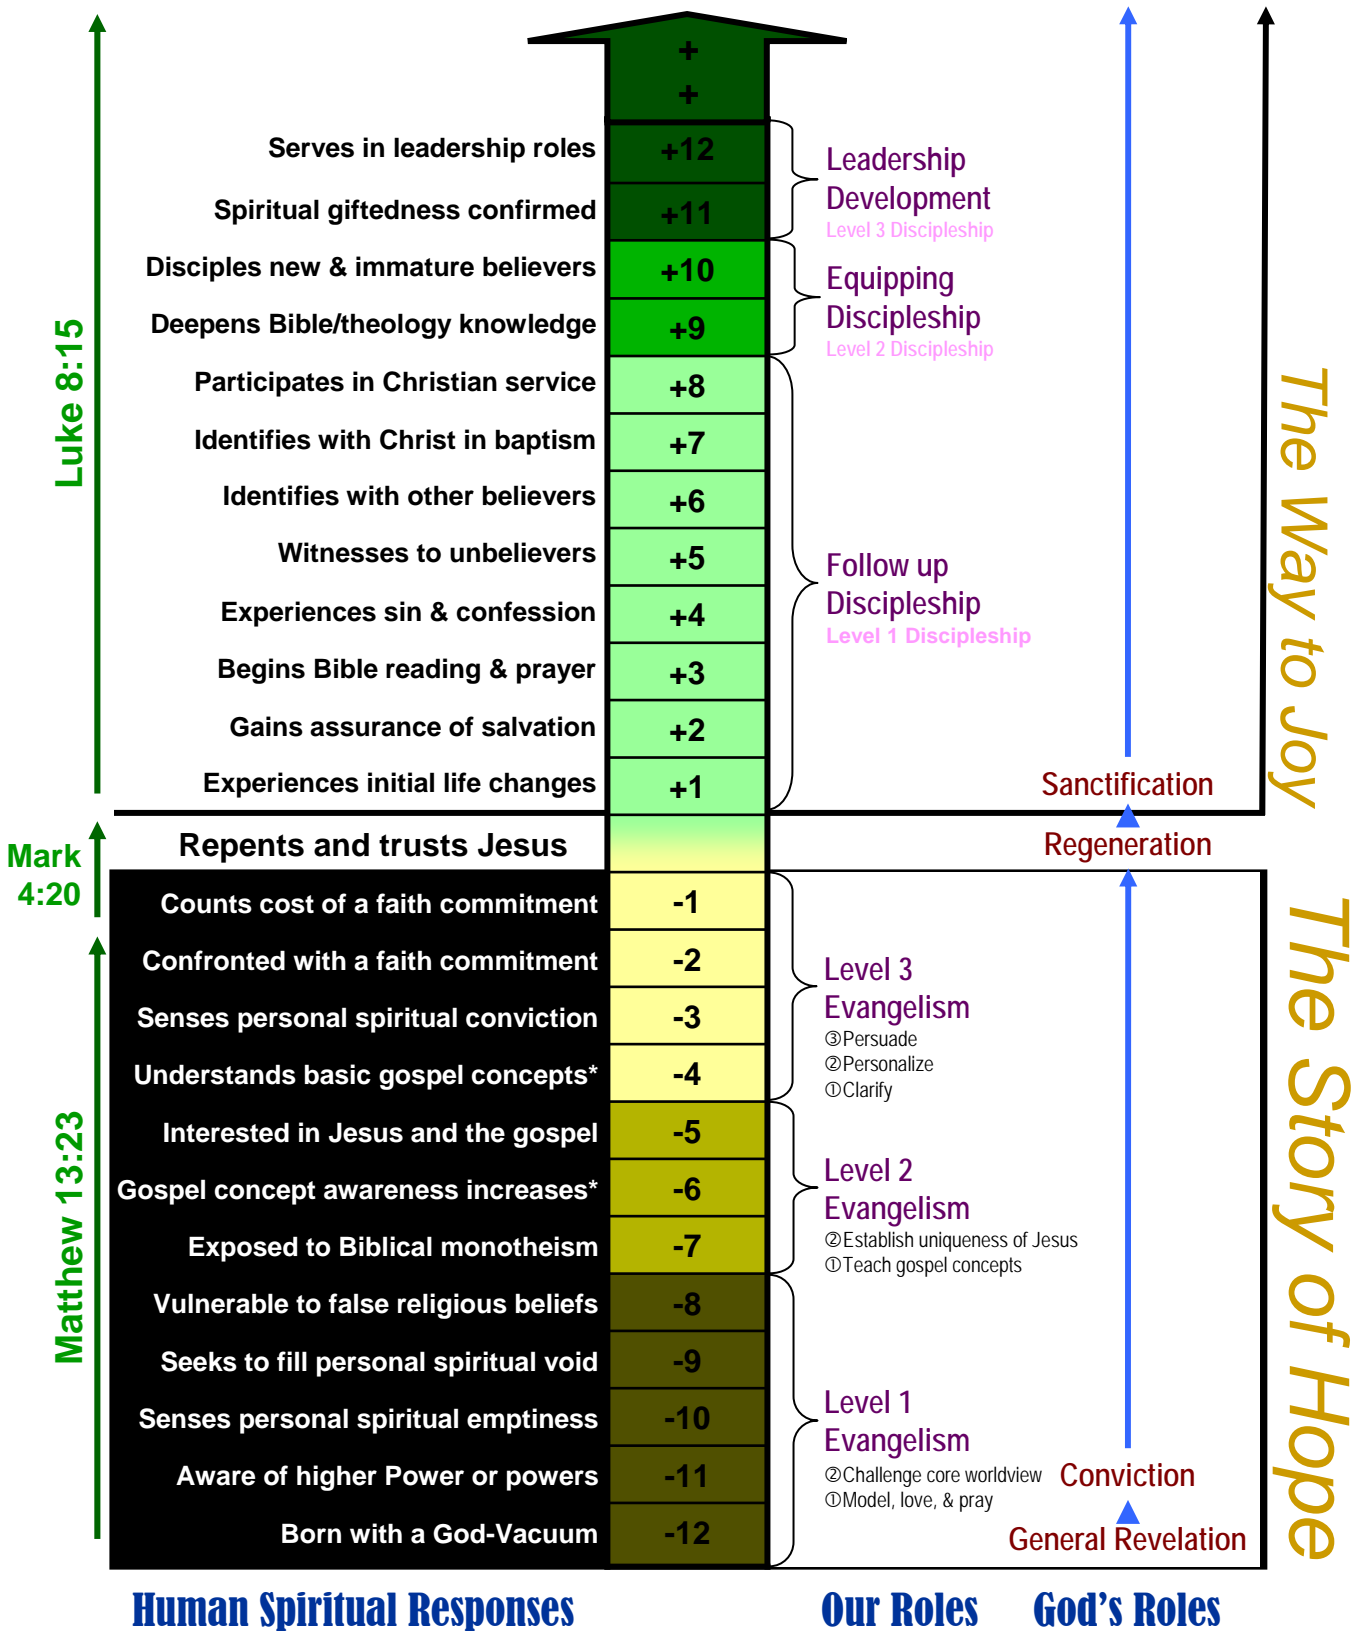 +
+
Serves in leadership roles +12
Spiritual giftedness confirmed +11
Disciples new & immature believers +10
Deepens Bible/theology knowledge +9
Participates in Christian service +8
Identifies with Christ in baptism +7
Identifies with other believers +6
Witnesses to unbelievers +5
Experiences sin & confession +4
Begins Bible reading & prayer +3
Gains assurance of salvation +2
Experiences initial life changes +1
Repents and trusts Jesus
Counts cost of a faith commitment -1
Confronted with a faith commitment -2
Senses personal spiritual conviction -3
Understands basic gospel concepts* -4
Interested in Jesus and the gospel -5
Gospel concept awareness increases* -6
Exposed to Biblical monotheism -7
Vulnerable to false religious beliefs -8
Seeks to fill personal spiritual void -9
Senses personal spiritual emptiness -10
Aware of higher Power or powers -11
Born with a God-Vacuum -12
Luke 8:15
Mark
4:20
Matthew 13:23
Leadership
Development
Level 3 Discipleship
Equipping
Discipleship
Level 2 Discipleship
Follow up
Discipleship
Level 1 Discipleship
Level 3
Evangelism
③Persuade
②Personalize
①Clarify
Level 2
Evangelism
②Establish uniqueness of Jesus
①Teach gospel concepts
Level 1
Evangelism
②Challenge core worldview
①Model, love, & pray
Sanctification
Regeneration
Conviction
General Revelation
The Way to Joy
The Story of Hope
Human Spiritual Responses
Our Roles
God's Roles